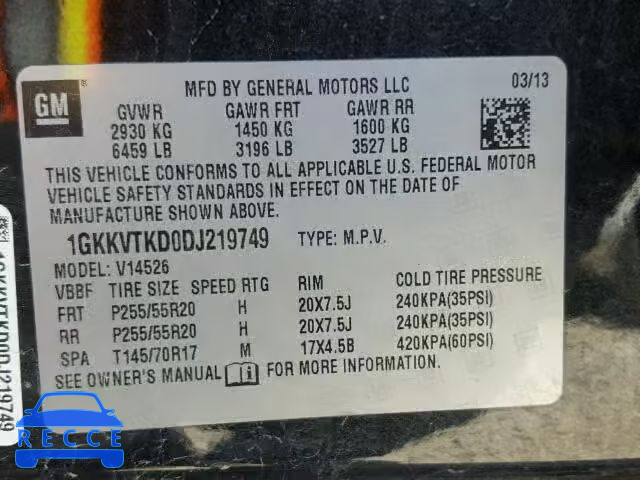 GM
MFD BY GENERAL MOTORS LLC
03/13
GVWR GAWR FRT GAWR RR
2930 KG 1450 KG 1600 KG
6459 LB 3196 LB 3527 LB
THIS VEHICLE CONFORMS TO ALL APPLICABLE U.S. FEDERAL MOTOR
VEHICLE SAFETY STANDARDS IN EFFECT ON THE DATE OF
MANUFACTURE SHOWN ABOVE.
1GKKVTKD0DJ219749 TYPE: M.P.V.
MODEL: V14526
VBBF TIRE SIZE SPEED RTG RIM COLD TIRE PRESSURE
FRT P255/55R20 H 20X7.5J 240KPA(35PSI)
RR P255/55R20 H 20X7.5J 240KPA(35PSI)
SPA T145/70R17 M 17X4.5B 420KPA(60PSI)
SEE OWNER'S MANUAL FOR MORE INFORMATION.
1GKKVTKD0DJ219749
RECCE